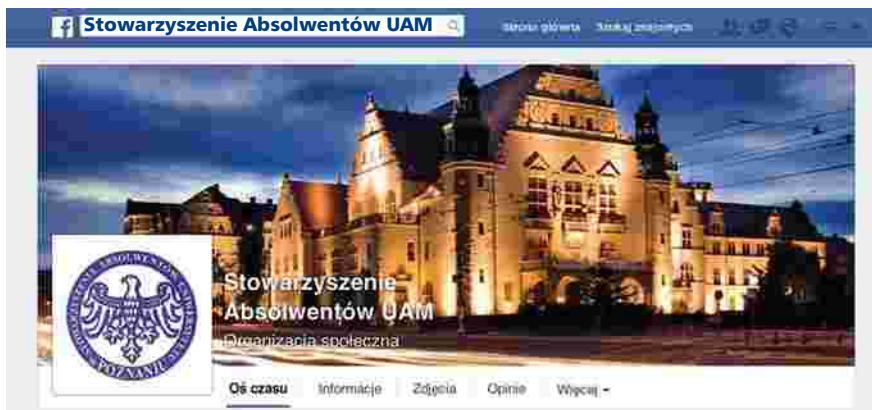 f Stowarzyszenie Absolwentów UAM
Strona główna Szukaj znajomych
Stowarzyszenie
Absolwentów UAM
Organizacja społeczna
POZNANIU
Oś czasu Informacje Zdjęcia Opinie Więcej